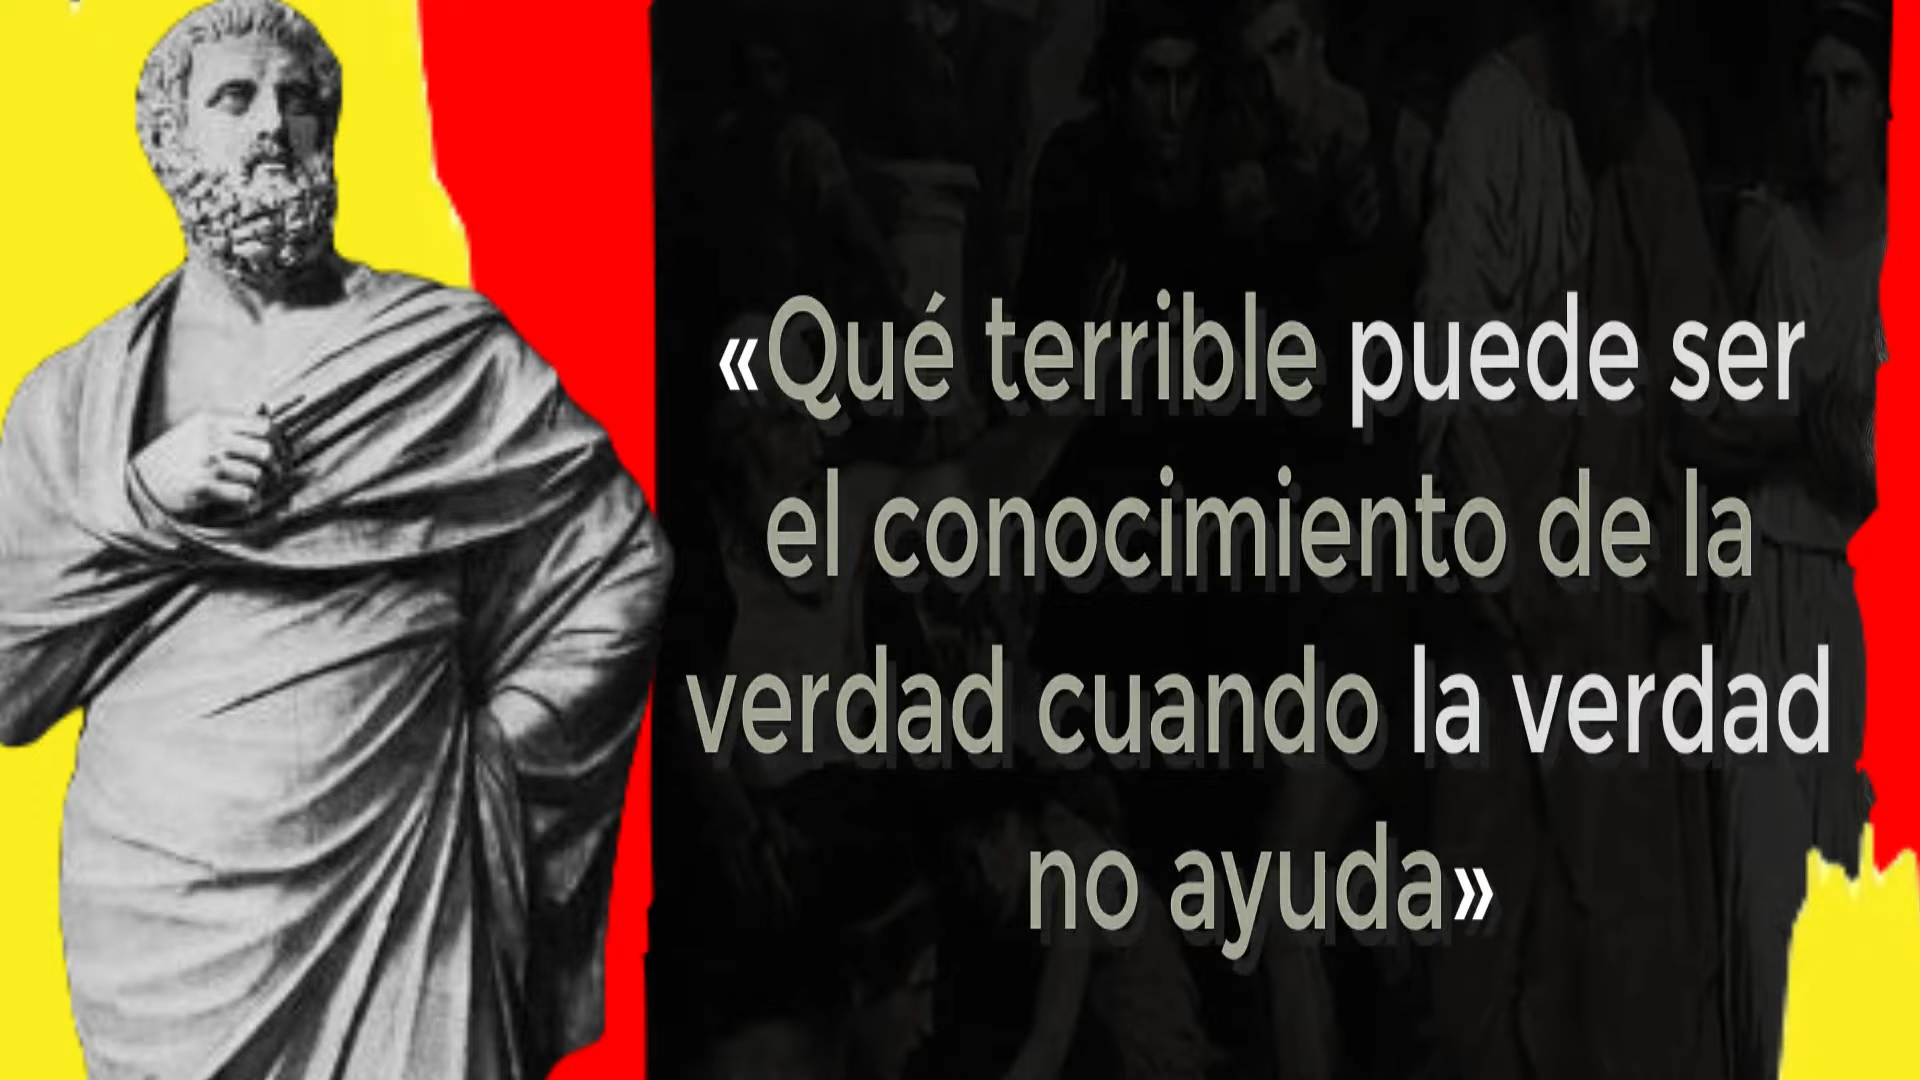 «Qué terrible puede ser
el conocimiento de la
verdad cuando la verdad
no ayuda»